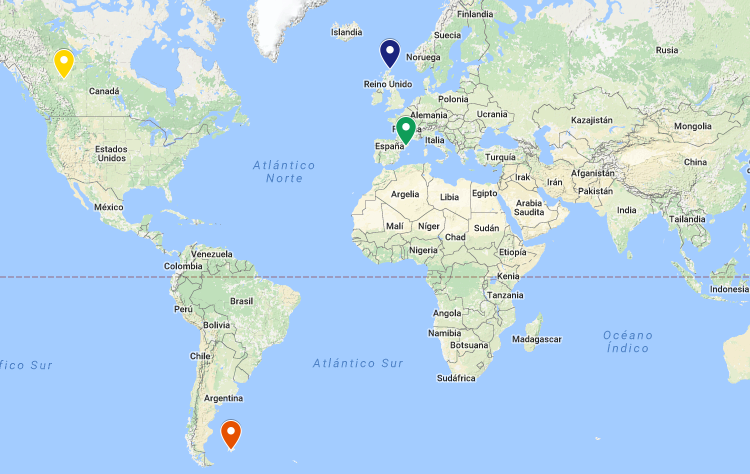 Finlandia
Islandia
Suecia
Rusia
Noruega
Reino Unido
Canadá
Polonia
Alemania
Ucrania
Kazajistán
Mongolia
Estados
Unidos
España
Italia
Turquía
China
Atlántico
Norte
Irak
Irán
Afganistán
Pakistán
Argelia
Libia
Egipto
Arabia
Saudita
India
México
Malí
Níger
Chad
Sudán
Tailandia
Nigeria
Etiopía
Venezuela
Colombia
Kenia
Indonesia
Tanzania
Perú
Brasil
Angola
Bolivia
Namibia
Botsuana
Madagascar
Océano
Índico
Chile
Atlántico Sur
fico Sur
Sudáfrica
Argentina